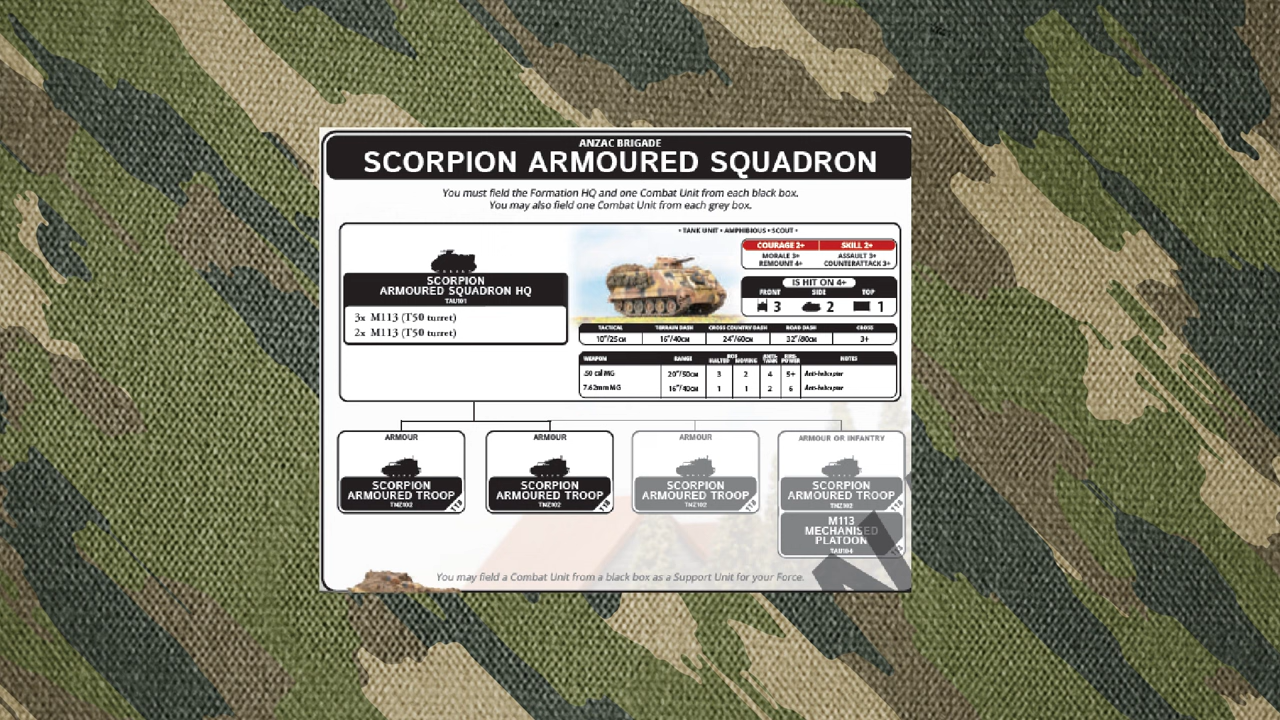 ANZAC BRIGADE
SCORPION ARMOURED SQUADRON
You must field the Formation HQ and one Combat Unit from each black box.
You may also field one Combat Unit from each grey box.
• TANK UNIT • AMPHIBIOUS • SCOUT •
SCORPION
ARMOURED SQUADRON HQ
TAU101
3x M113 (T50 turret)
2x M113 (T50 turret)
COURAGE 2+ SKILL 2+
MORALE 3+ ASSAULT 3+
REMOUNT 4+ COUNTERATTACK 3+
IS HIT ON 4+
FRONT SIDE TOP
3 2 1
TACTICAL TERRAIN DASH CROSS COUNTRY DASH ROAD DASH CROSS
10"/25CM 16"/40CM 24"/60CM 32"/80CM 3+
WEAPON RANGE ROF HALTED MOVING ANTI-TANK FIRE-POWER NOTES
.50 cal MG 20"/50CM 3 2 4 5+ Anti-helicopter
7.62mm MG 16"/40CM 1 1 2 6 Anti-helicopter
ARMOUR
SCORPION
ARMOURED TROOP
TNZ102
ARMOUR
SCORPION
ARMOURED TROOP
TNZ102
ARMOUR
SCORPION
ARMOURED TROOP
TNZ102
ARMOUR OR INFANTRY
SCORPION
ARMOURED TROOP
TNZ102
M113
MECHANISED
PLATOON
TAU104
You may field a Combat Unit from a black box as a Support Unit for your Force.